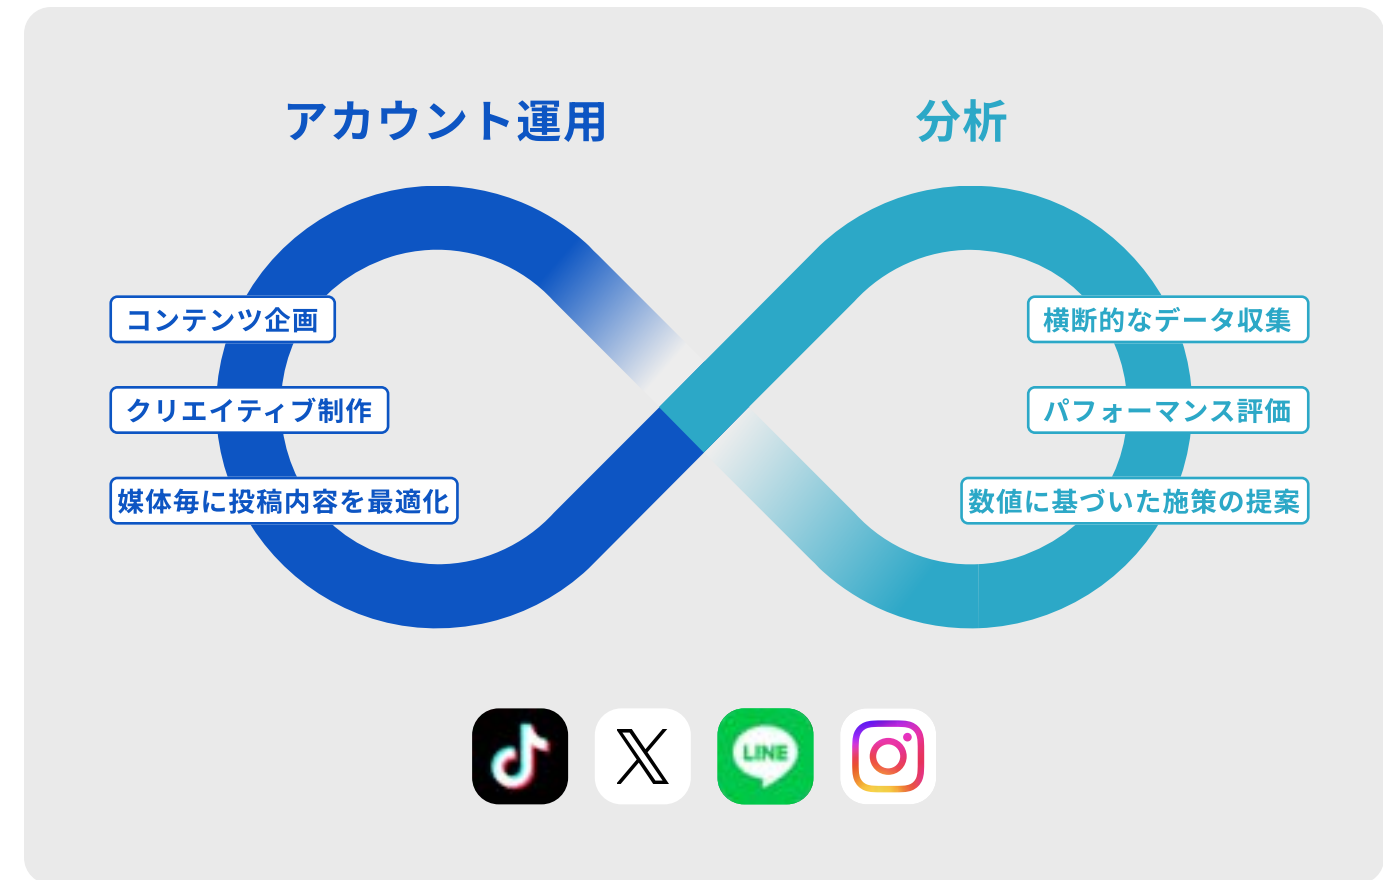 アカウント運用
分析
コンテンツ企画
横断的なデータ収集
クリエイティブ制作
パフォーマンス評価
媒体毎に投稿内容を最適化
数値に基づいた施策の提案
LINE